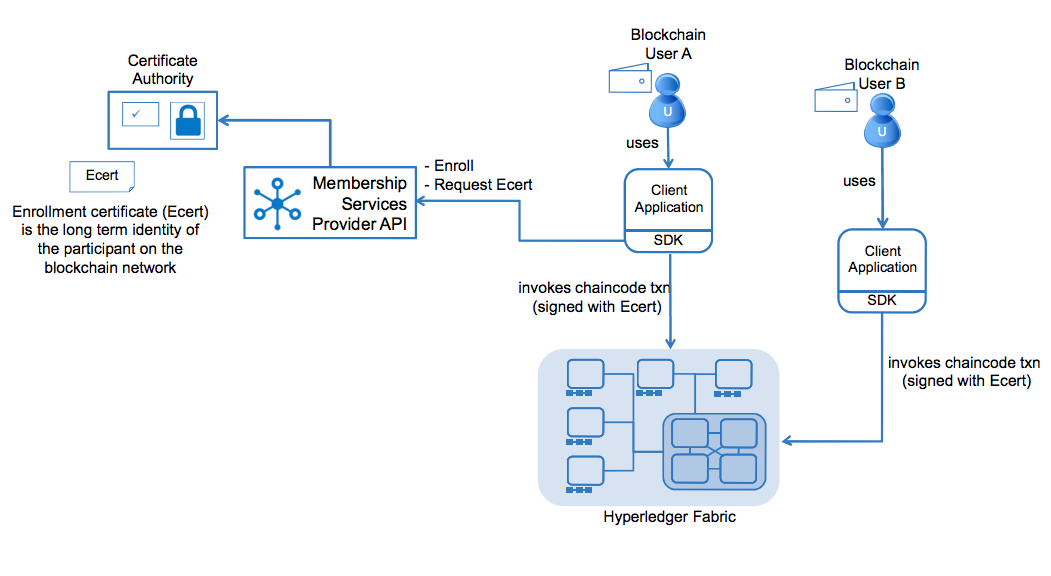 Blockchain
User A
Blockchain
User B
Certificate
Authority
U
U
uses
✓
Ecert
- Enroll
- Request Ecert
Client
Application
SDK
uses
Membership
Services
Provider API
Enrollment certificate (Ecert)
is the long term identity of
the participant on the
blockchain network
Client
Application
SDK
invokes chaincode txn
(signed with Ecert)
invokes chaincode txn
(signed with Ecert)
Hyperledger Fabric